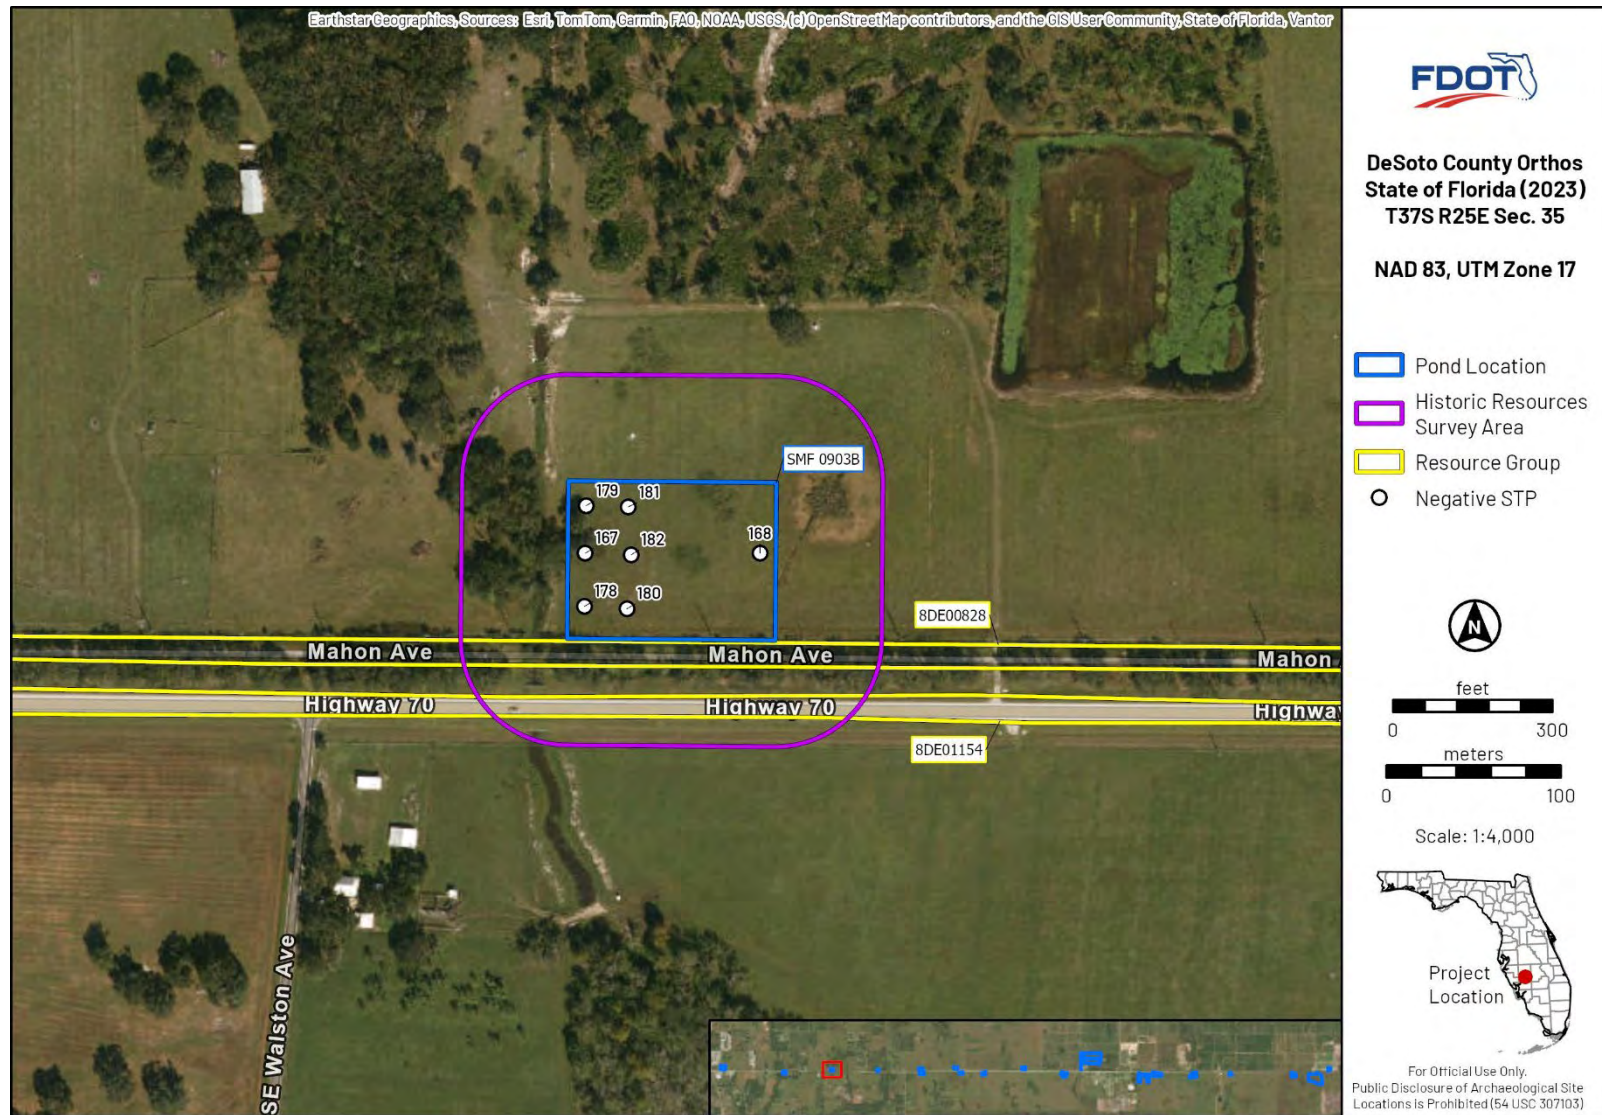 Earthstar Geographics, Sources: Esri, TomTom, Garmin, FAO, NOAA, USGS, (c) OpenStreetMap contributors, and the GIS User Community, State of Florida, Vantor
FDOT
DeSoto County Orthos
State of Florida (2023)
T37S R25E Sec. 35
NAD 83, UTM Zone 17
Pond Location
Historic Resources
Survey Area
Resource Group
Negative STP
SMF 0903B
179 181
167 182 168
178 180
8DE00828
Mahon Ave Mahon Ave Mahon
Highway 70 Highway 70 Highway
8DE01154
SE Walston Ave
N
feet
0 300
meters
0 100
Scale: 1:4,000
Project
Location
For Official Use Only.
Public Disclosure of Archaeological Site
Locations is Prohibited (54 USC 307103)